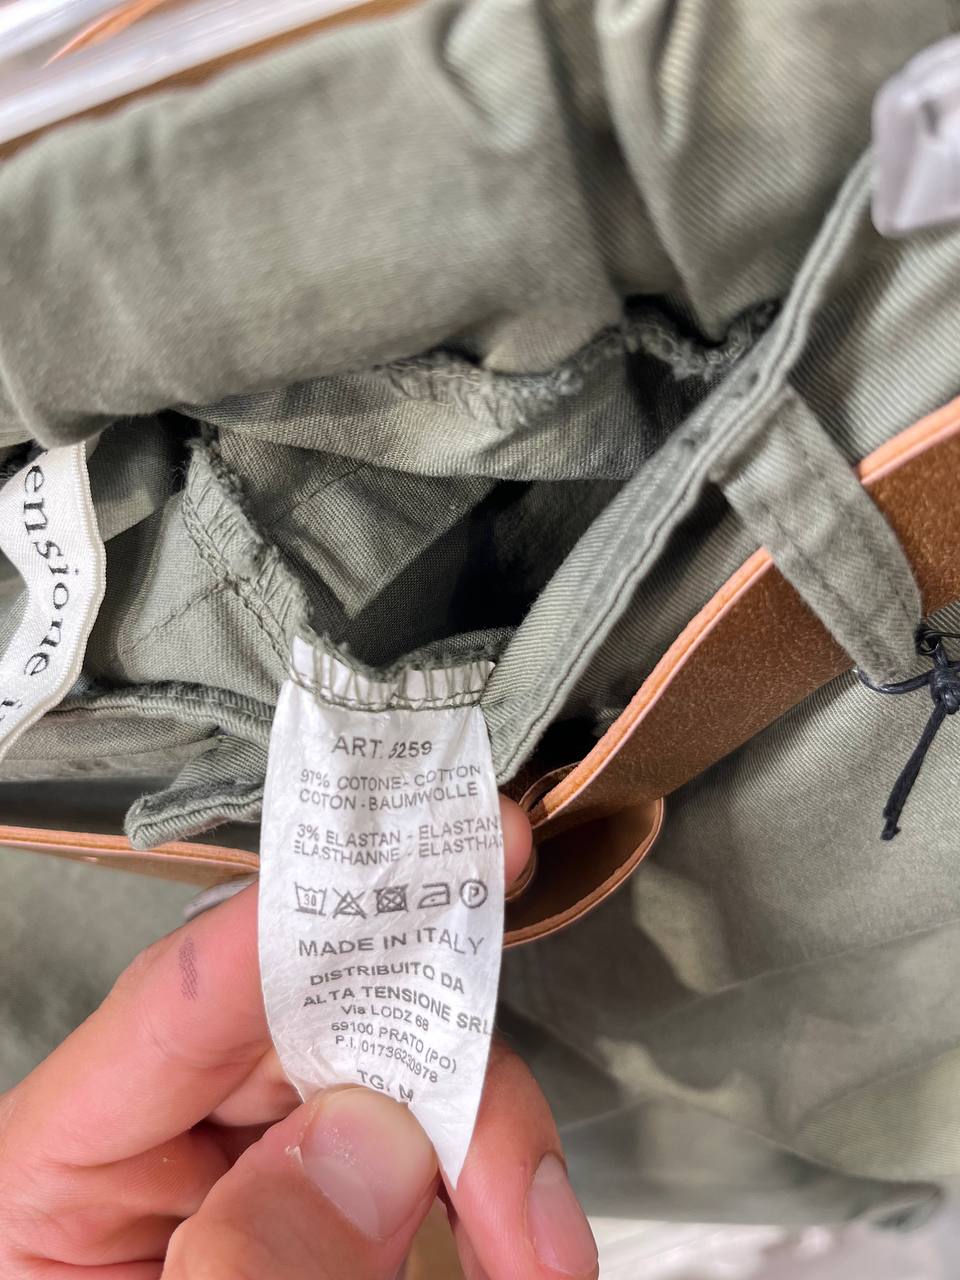 ensione
ART. 5259
97% COTONE - COTTON
COTON - BAUMWOLLE
3% ELASTAN - ELASTAN
ELASTHANNE - ELASTHA
30
P
MADE IN ITALY
DISTRIBUITO DA
ALTA TENSIONE SRL
Via LODZ 68
59100 PRATO (PO)
P.I. 01736230978
TG. M